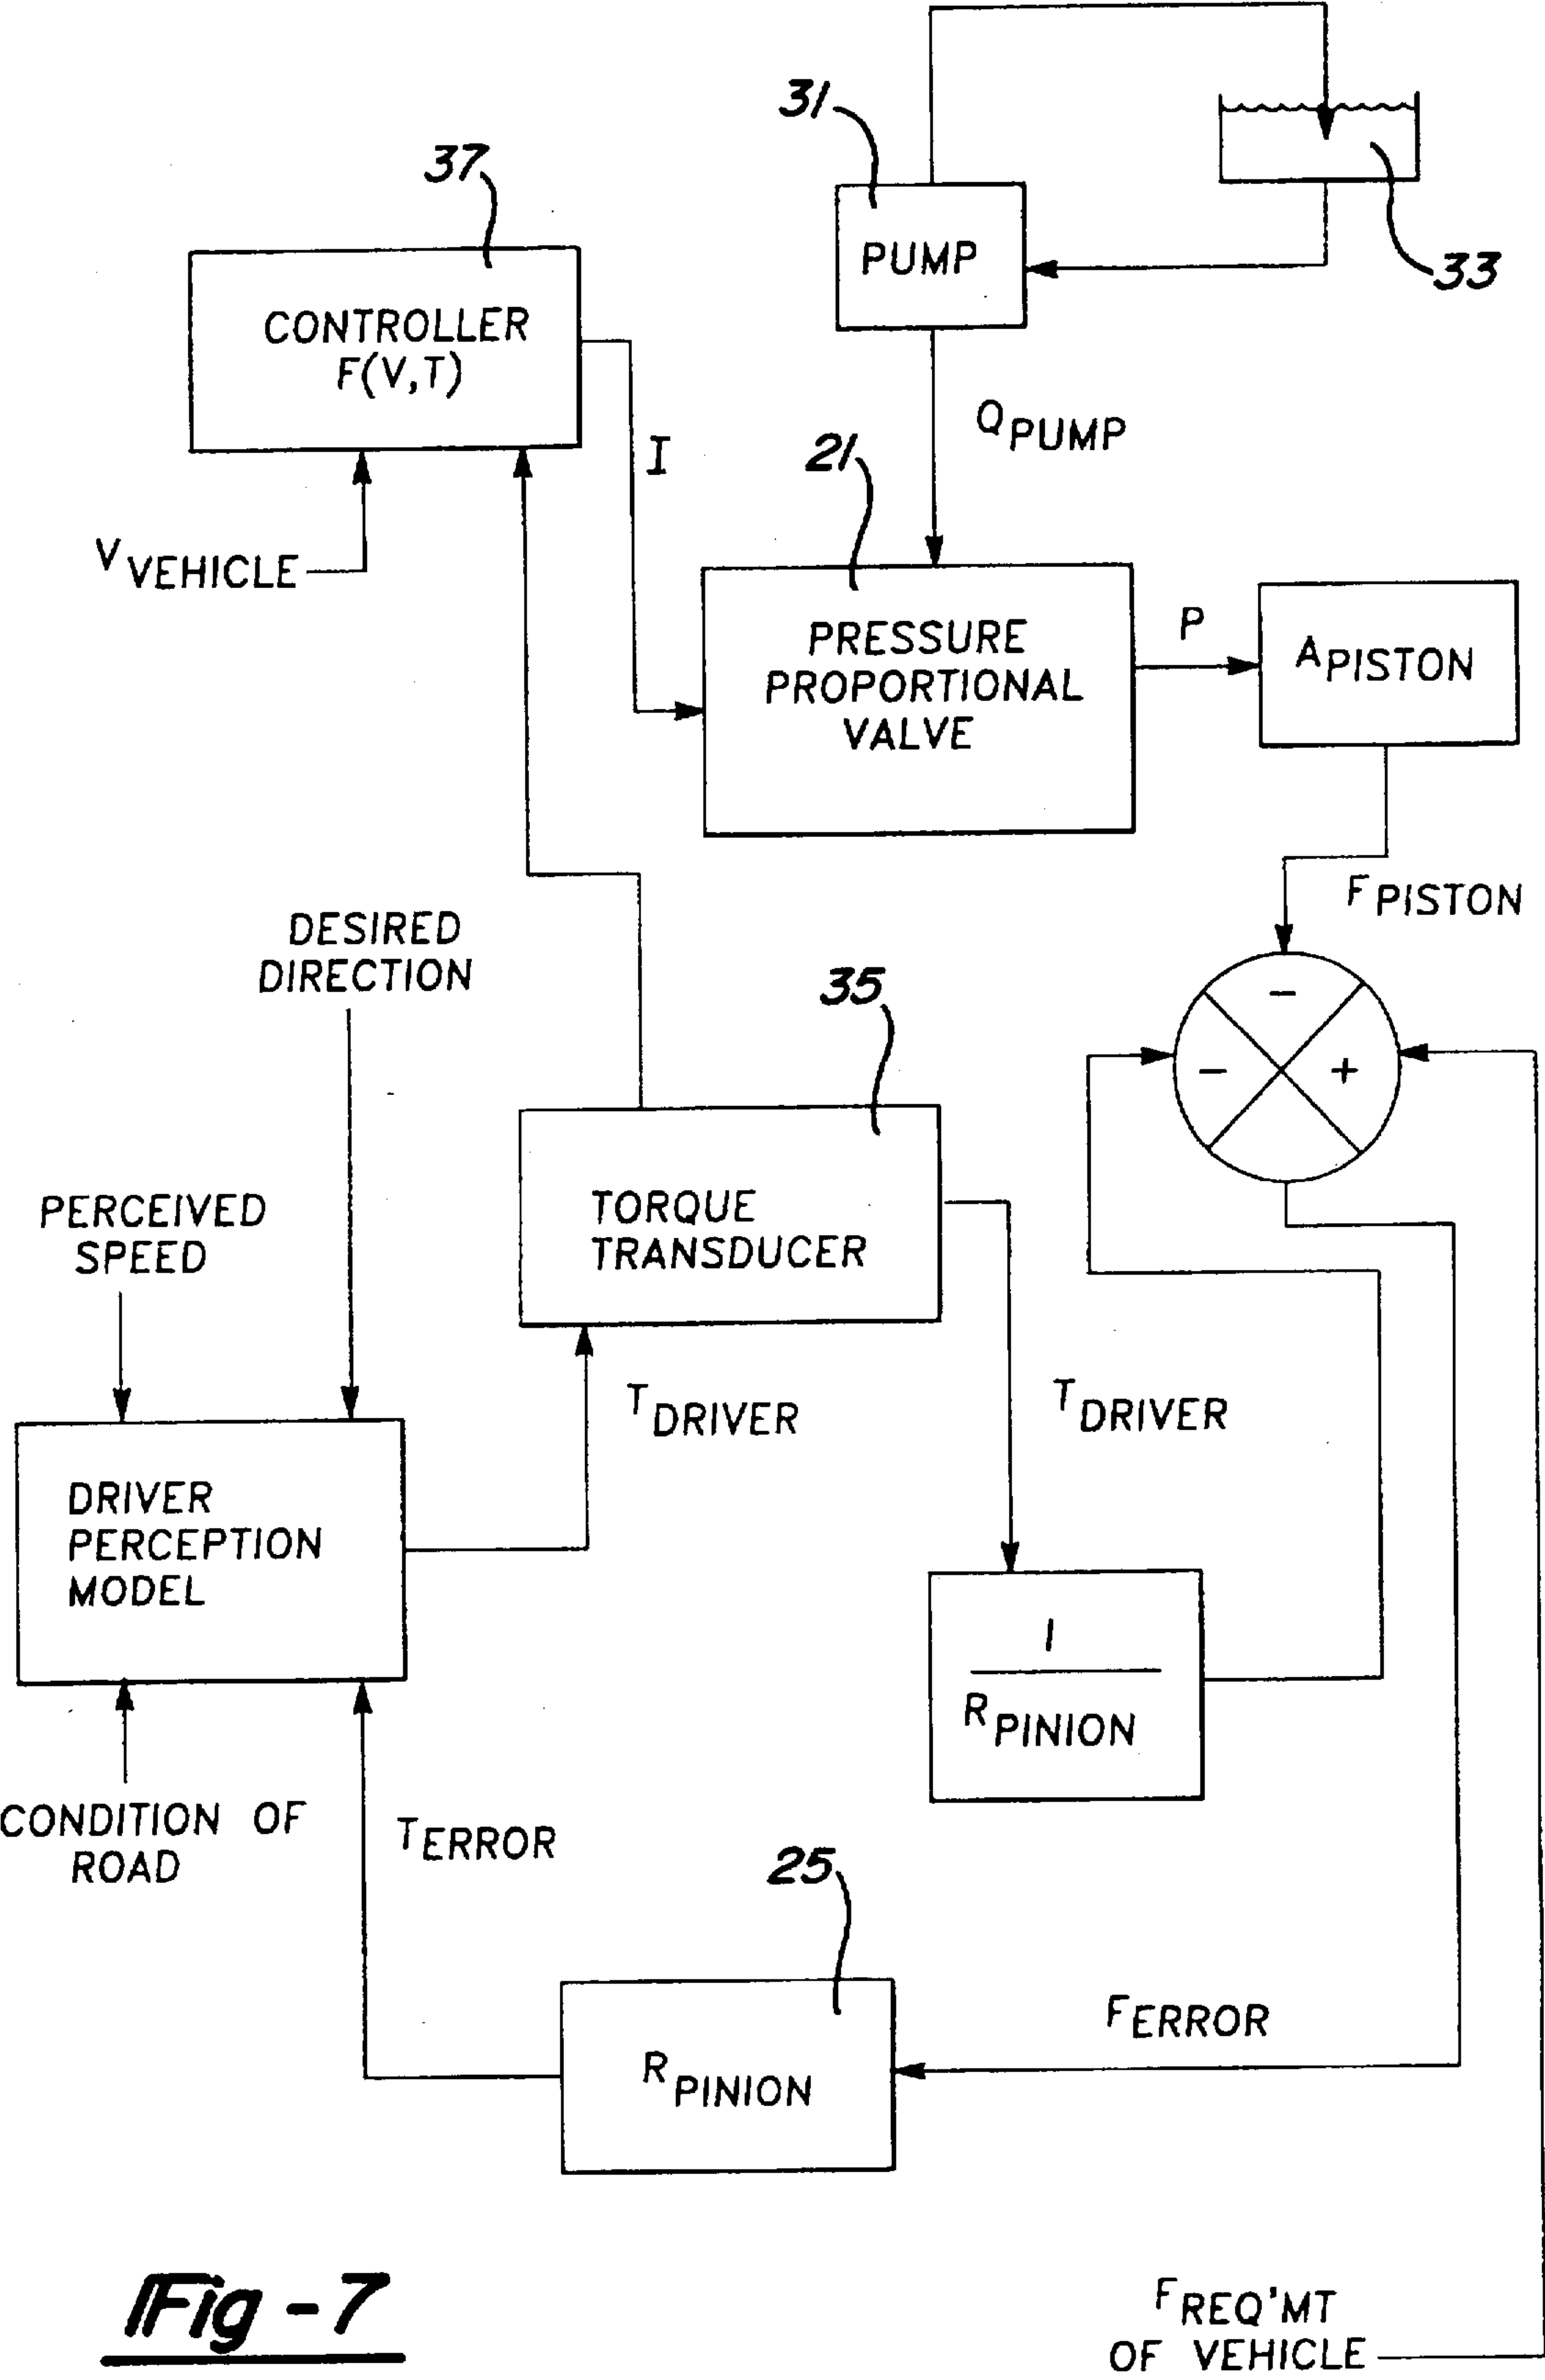 31
37
33
PUMP
CONTROLLER
F(V,T)
QPUMP
I
21
VVEHICLE
P
PRESSURE
PROPORTIONAL
VALVE
APISTON
FPISTON
DESIRED
DIRECTION
35
−
− +
PERCEIVED
SPEED
TORQUE
TRANSDUCER
TDRIVER
TDRIVER
DRIVER
PERCEPTION
MODEL
1
RPINION
CONDITION OF
ROAD
TERROR
25
FERROR
RPINION
Fig-7
FREQ'MT
OF VEHICLE